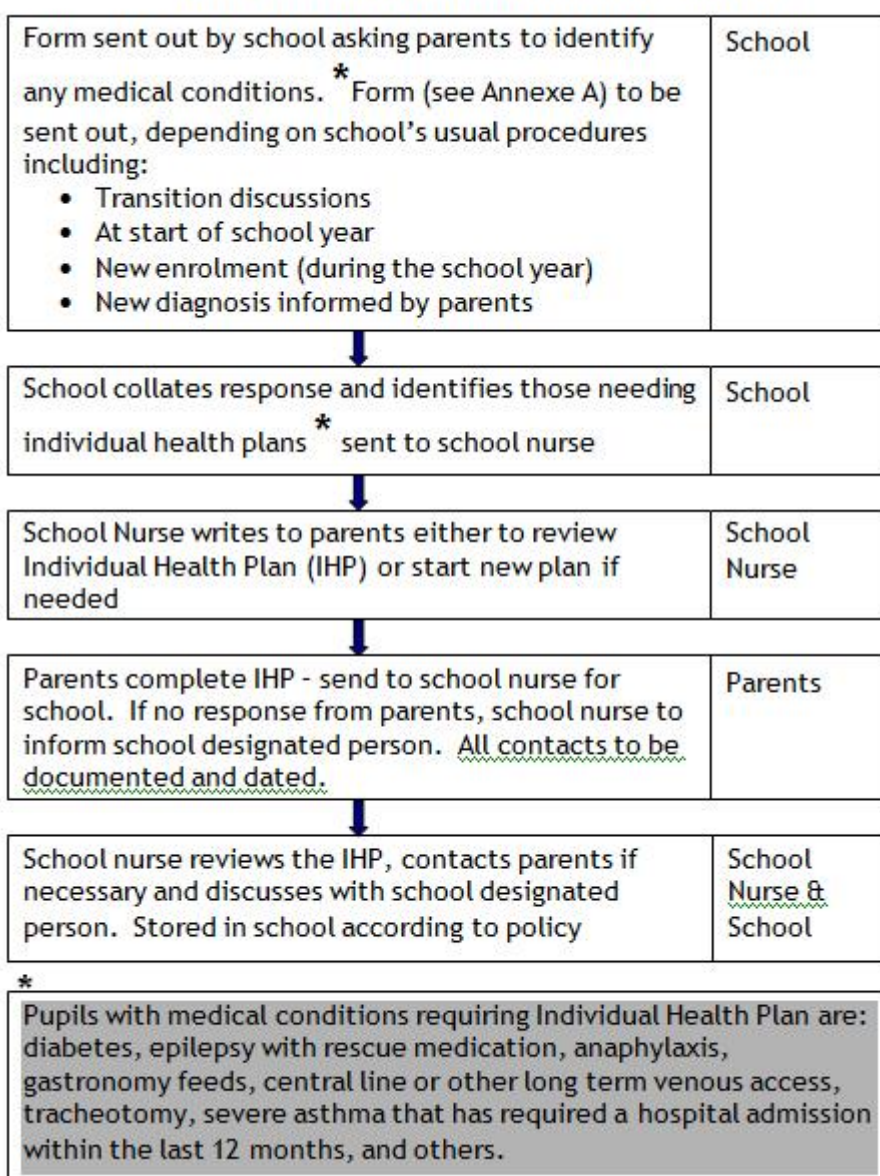 Form sent out by school asking parents to identify
any medical conditions. *Form (see Annexe A) to be
sent out, depending on school's usual procedures
including:
• Transition discussions
• At start of school year
• New enrolment (during the school year)
• New diagnosis informed by parents
School
School collates response and identifies those needing
individual health plans * sent to school nurse
School
School Nurse writes to parents either to review
Individual Health Plan (IHP) or start new plan if
needed
School
Nurse
Parents complete IHP - send to school nurse for
school. If no response from parents, school nurse to
inform school designated person. All contacts to be
documented and dated.
Parents
School nurse reviews the IHP, contacts parents if
necessary and discusses with school designated
person. Stored in school according to policy
School
Nurse &
School
*
Pupils with medical conditions requiring Individual Health Plan are:
diabetes, epilepsy with rescue medication, anaphylaxis,
gastronomy feeds, central line or other long term venous access,
tracheotomy, severe asthma that has required a hospital admission
within the last 12 months, and others.